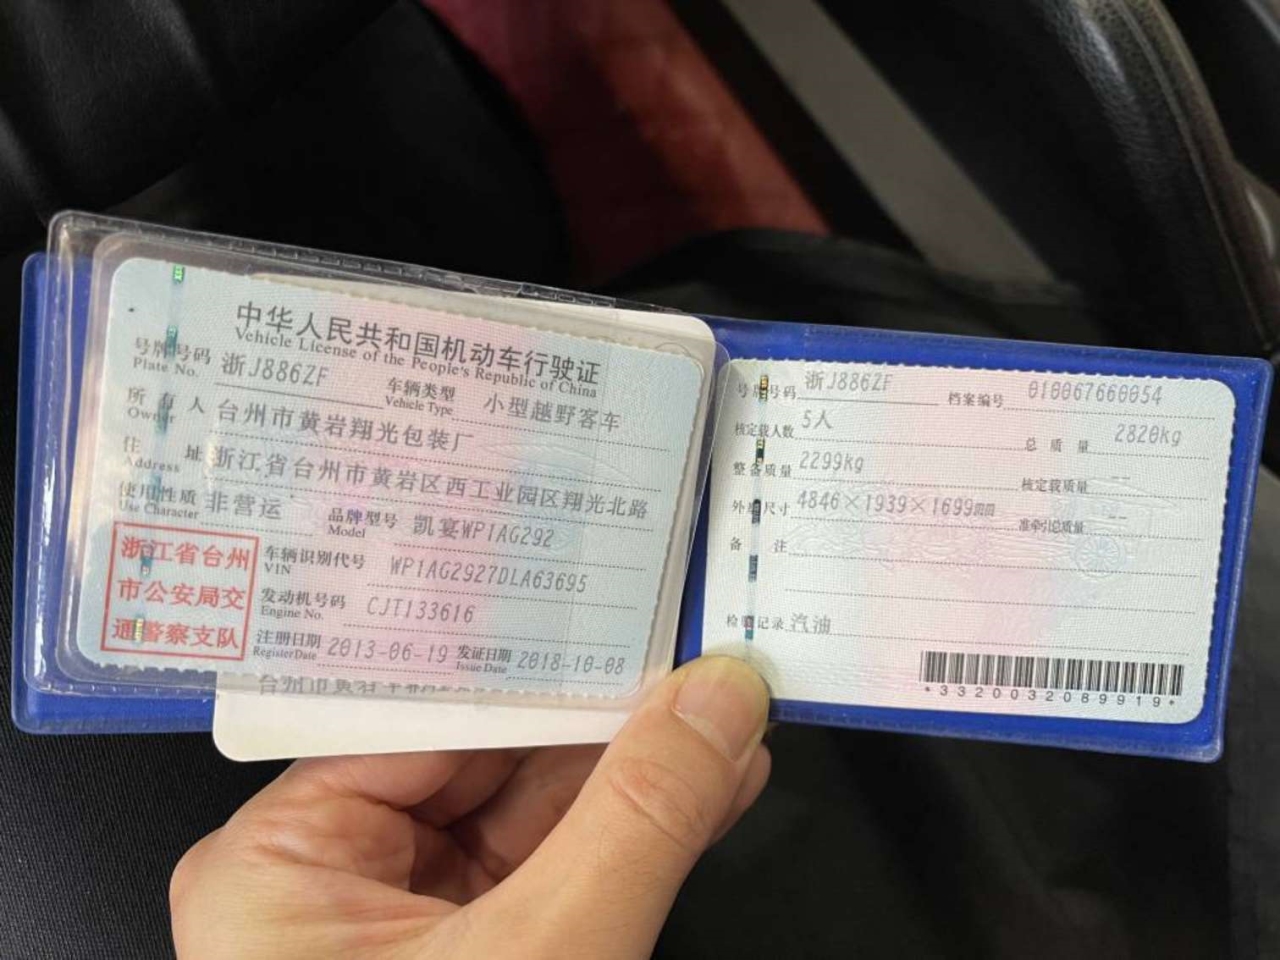 中华人民共和国机动车行驶证
Vehicle License of the People's Republic of China
号牌号码 浙J886ZF 车辆类型 小型越野客车
Plate No. Vehicle Type
所有人 台州市黄岩翔光包装厂
Owner
住址 浙江省台州市黄岩区西工业园区翔光北路
Address
使用性质 非营运 品牌型号 凯宴WP1AG292
Use Character Model
浙江省台州
市公安局交
通警察支队
车辆识别代号 WP1AG2927DLA63695
VIN
发动机号码 CJT133616
Engine No.
注册日期 2013-06-19 发证日期 2018-10-08
Register Date Issue Date
号牌号码 浙J886ZF 档案编号 010067660054
核定载人数 5人 总质量 2820kg
整备质量 2299kg 核定载质量 --
外廓尺寸 4846×1939×1699mm 准牵引总质量 --
备注
检验记录 汽油
*3320032089919*